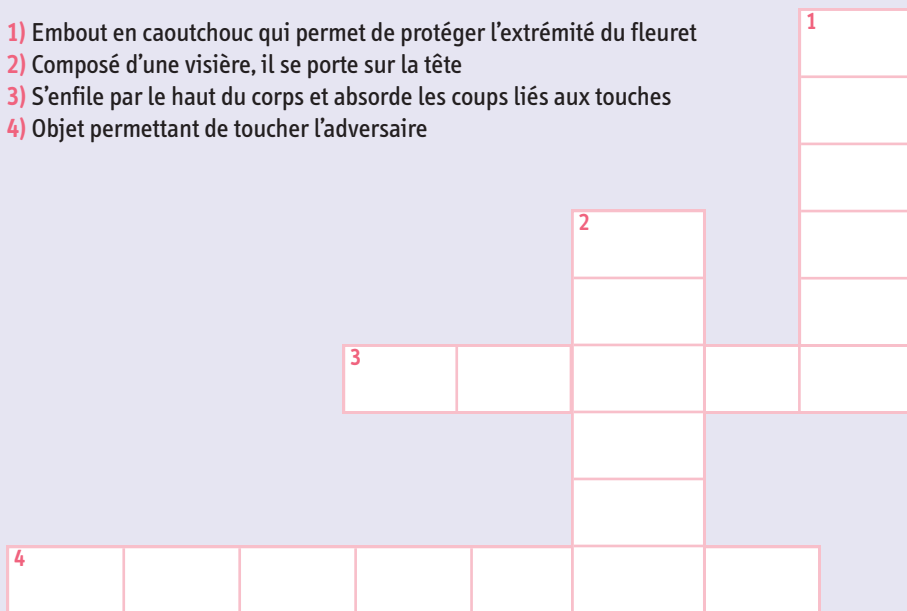 1) Embout en caoutchouc qui permet de protéger l'extrémité du fleuret
2) Composé d'une visière, il se porte sur la tête
3) S'enfile par le haut du corps et absorbe les coups liés aux touches
4) Objet permettant de toucher l'adversaire
1
2
3
4